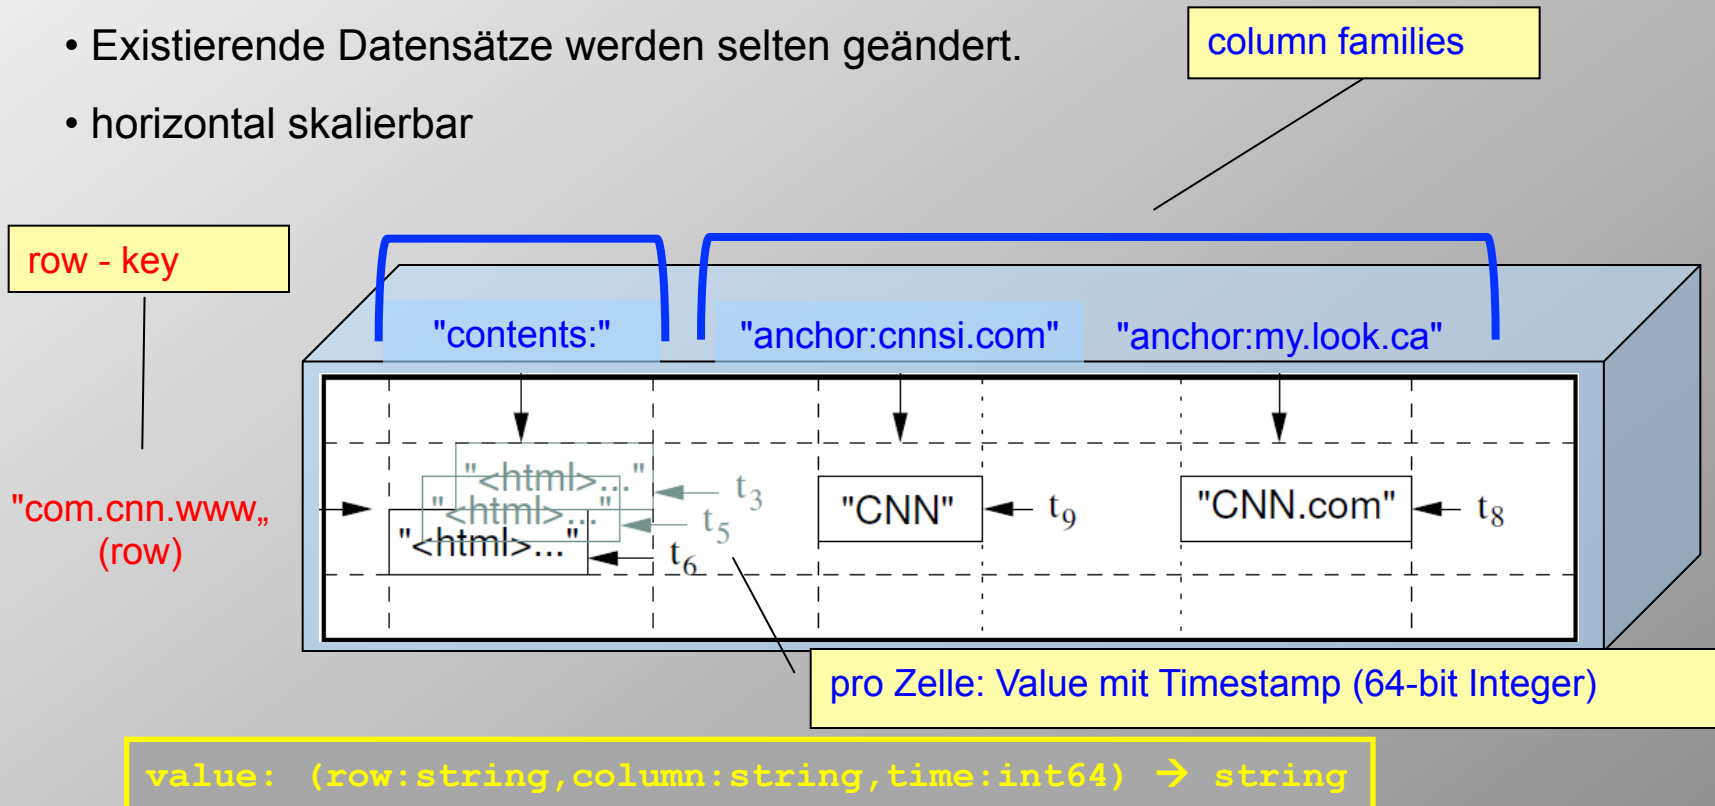 • Existierende Datensätze werden selten geändert.
• horizontal skalierbar
column families
row - key
"contents:" "anchor:cnnsi.com" "anchor:my.look.ca"
"com.cnn.www„
(row)
"<html>..." t3
"<html>..." t5
"<html>..." t6
"CNN" t9
"CNN.com" t8
pro Zelle: Value mit Timestamp (64-bit Integer)
value: (row:string,column:string,time:int64) → string